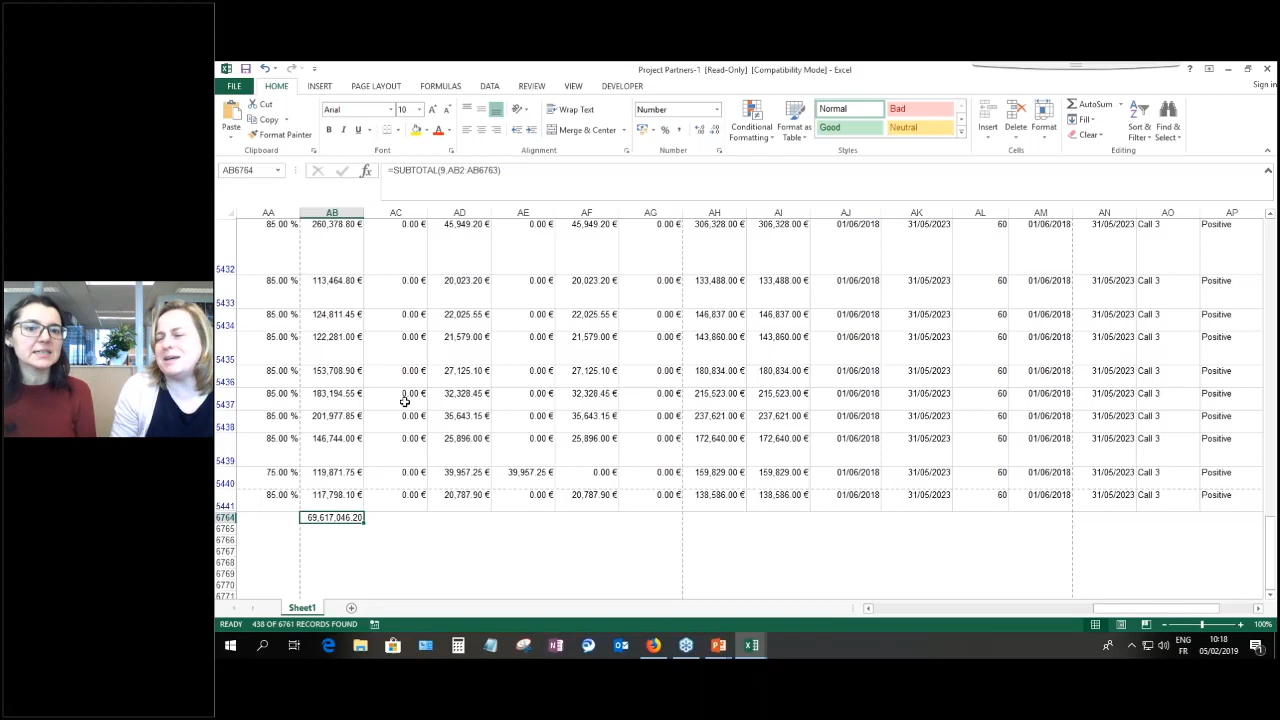 Project Partners-1 [Read-Only] [Compatibility Mode] - Excel
Sign in
FILE HOME INSERT PAGE LAYOUT FORMULAS DATA REVIEW VIEW DEVELOPER
Paste Cut Copy Format Painter
Arial 10
B I U
Wrap Text
Merge & Center
Number
Conditional Formatting Format as Table
Normal Bad
Good Neutral
Insert Delete Format
AutoSum
Fill
Clear
Sort & Filter Find & Select
Clipboard Font Alignment Number Styles Cells Editing
AB6764 fx =SUBTOTAL(9,AB2:AB6763)
AA AB AC AD AE AF AG AH AI AJ AK AL AM AN AO AP
5432 85.00 % 260,378.80 € 0.00 € 45,949.20 € 0.00 € 45,949.20 € 0.00 € 306,328.00 € 306,328.00 € 01/06/2018 31/05/2023 60 01/06/2018 31/05/2023 Call 3 Positive
5433 85.00 % 113,464.80 € 0.00 € 20,023.20 € 0.00 € 20,023.20 € 0.00 € 133,488.00 € 133,488.00 € 01/06/2018 31/05/2023 60 01/06/2018 31/05/2023 Call 3 Positive
5434 85.00 % 124,811.45 € 0.00 € 22,025.55 € 0.00 € 22,025.55 € 0.00 € 146,837.00 € 146,837.00 € 01/06/2018 31/05/2023 60 01/06/2018 31/05/2023 Call 3 Positive
5435 85.00 % 122,281.00 € 0.00 € 21,579.00 € 0.00 € 21,579.00 € 0.00 € 143,860.00 € 143,860.00 € 01/06/2018 31/05/2023 60 01/06/2018 31/05/2023 Call 3 Positive
5436 85.00 % 153,708.90 € 0.00 € 27,125.10 € 0.00 € 27,125.10 € 0.00 € 180,834.00 € 180,834.00 € 01/06/2018 31/05/2023 60 01/06/2018 31/05/2023 Call 3 Positive
5437 85.00 % 183,194.55 € 0.00 € 32,328.45 € 0.00 € 32,328.45 € 0.00 € 215,523.00 € 215,523.00 € 01/06/2018 31/05/2023 60 01/06/2018 31/05/2023 Call 3 Positive
5438 85.00 % 201,977.85 € 0.00 € 35,643.15 € 0.00 € 35,643.15 € 0.00 € 237,621.00 € 237,621.00 € 01/06/2018 31/05/2023 60 01/06/2018 31/05/2023 Call 3 Positive
5439 85.00 % 146,744.00 € 0.00 € 25,896.00 € 0.00 € 25,896.00 € 0.00 € 172,640.00 € 172,640.00 € 01/06/2018 31/05/2023 60 01/06/2018 31/05/2023 Call 3 Positive
5440 75.00 % 119,871.75 € 0.00 € 39,957.25 € 39,957.25 € 0.00 € 0.00 € 159,829.00 € 159,829.00 € 01/06/2018 31/05/2023 60 01/06/2018 31/05/2023 Call 3 Positive
5441 85.00 % 117,798.10 € 0.00 € 20,787.90 € 0.00 € 20,787.90 € 0.00 € 138,586.00 € 138,586.00 € 01/06/2018 31/05/2023 60 01/06/2018 31/05/2023 Call 3 Positive
6764 69,617,046.20
6765
6766
6767
6768
6769
6770
6771
Sheet1
READY 438 OF 6761 RECORDS FOUND 100%
ENG 10:18
FR 05/02/2019